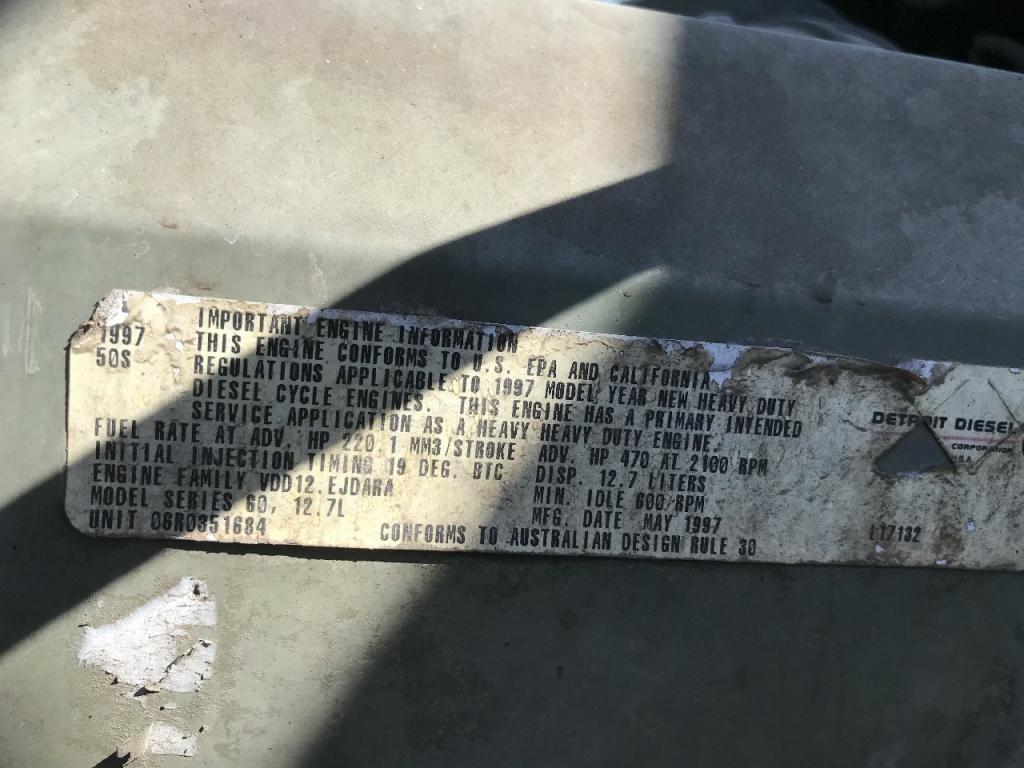 IMPORTANT ENGINE INFORMATION
1997 THIS ENGINE CONFORMS TO U.S. EPA AND CALIFORNIA
50S REGULATIONS APPLICABLE TO 1997 MODEL YEAR NEW HEAVY DUTY
DIESEL CYCLE ENGINES. THIS ENGINE HAS A PRIMARY INTENDED
SERVICE APPLICATION AS A HEAVY HEAVY DUTY ENGINE.
FUEL RATE AT ADV. HP 220.1 MM3/STROKE ADV. HP 470 AT 2100 RPM
INITIAL INJECTION TIMING 19 DEG. BTC DISP. 12.7 LITERS
ENGINE FAMILY VDD12.EJDARA MIN. IDLE 600/RPM
MODEL SERIES 60, 12.7L MFG. DATE MAY 1997
UNIT 06R0351684 CONFORMS TO AUSTRALIAN DESIGN RULE 30
DETROIT DIESEL
CORPORATION
L17132